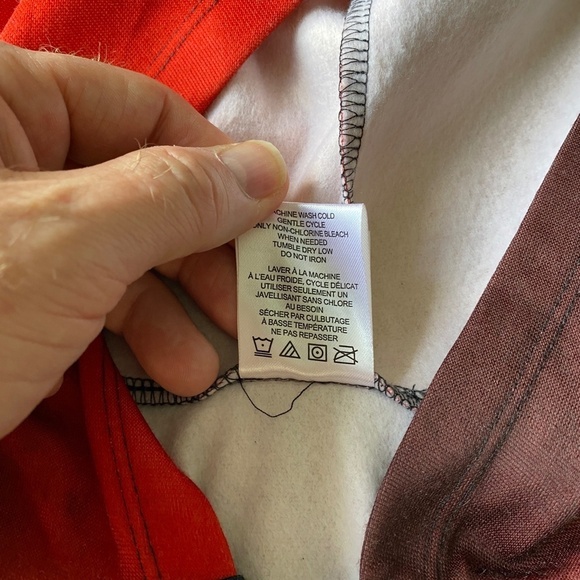 CHINE WASH COLD
GENTLE CYCLE
ONLY NON-CHLORINE BLEACH
WHEN NEEDED
TUMBLE DRY LOW
DO NOT IRON
LAVER À LA MACHINE
À L'EAU FROIDE, CYCLE DÉLICAT
UTILISER SEULEMENT UN
JAVELLISANT SANS CHLORE
AU BESOIN
SÉCHER PAR CULBUTAGE
À BASSE TEMPÉRATURE
NE PAS REPASSER